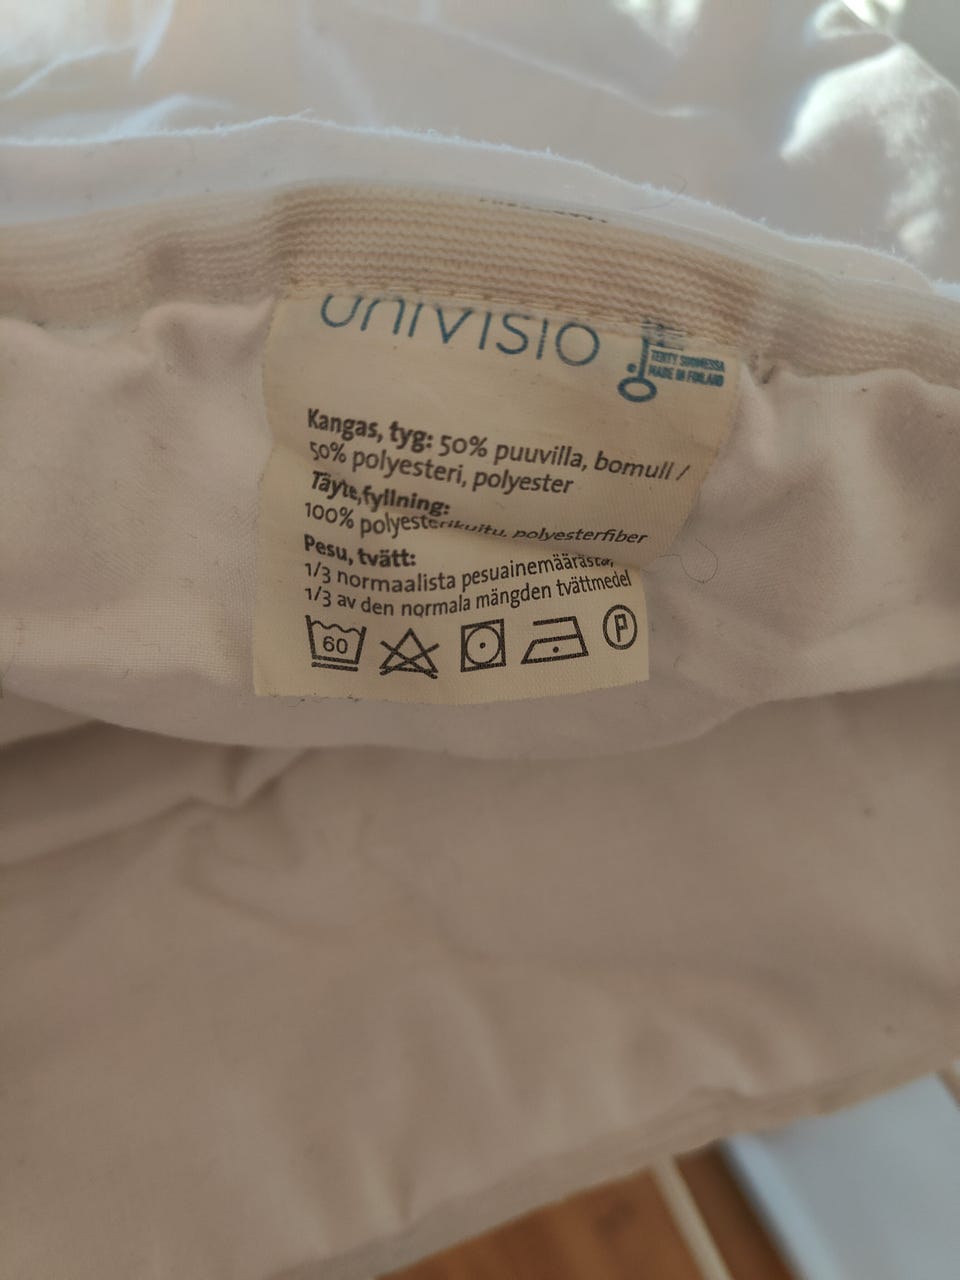 univisio
TEHTY SUOMESSA
MADE IN FINLAND
Kangas, tyg: 50% puuvilla, bomull /
50% polyesteri, polyester
Täyte,fyllning:
100% polyesterikuitu, polyesterfiber
Pesu, tvätt:
1/3 normaalista pesuainemäärästä,
1/3 av den normala mängden tvättmedel
60
P